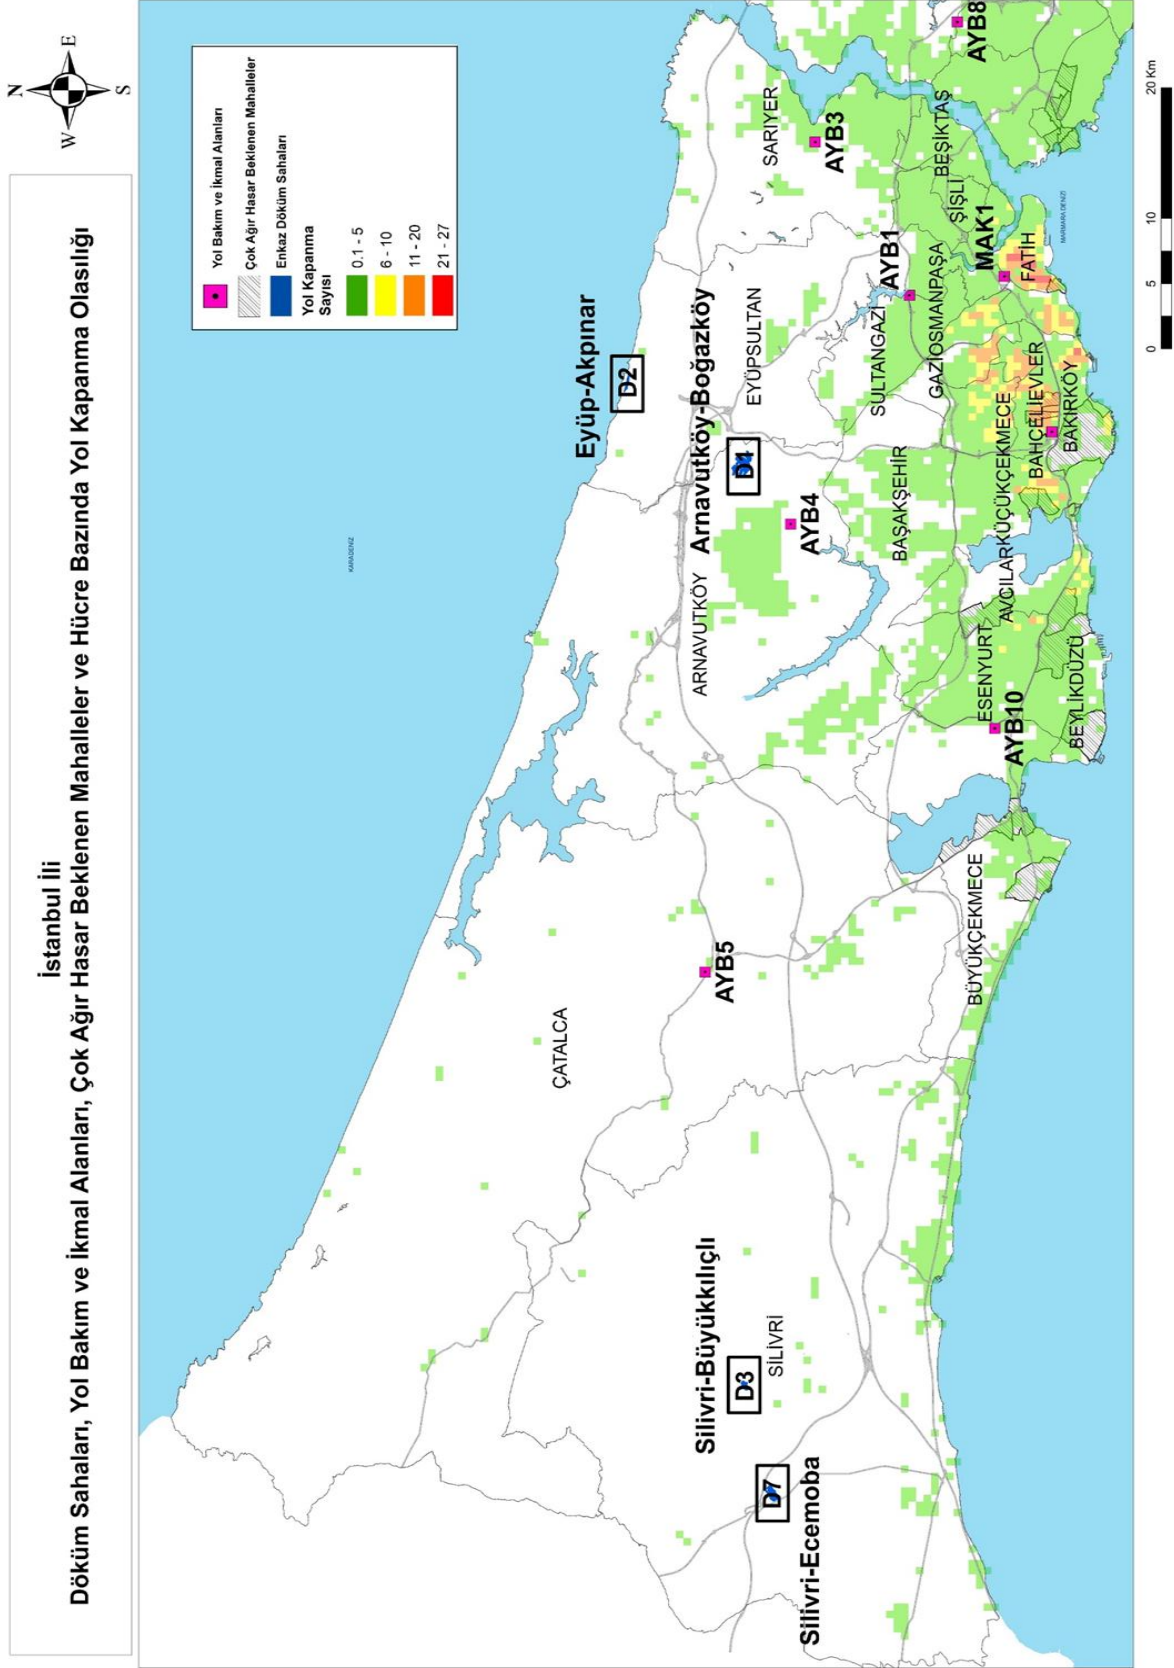 İstanbul İli
Döküm Sahaları, Yol Bakım ve İkmal Alanları, Çok Ağır Hasar Beklenen Mahalleler ve Hücre Bazında Yol Kapanma Olasılığı
N
E
W
S
Yol Bakım ve İkmal Alanları
Çok Ağır Hasar Beklenen Mahalleler
Enkaz Döküm Sahaları
Yol Kapanma
Sayısı
0.1 - 5
6 - 10
11 - 20
21 - 27
KARADENİZ
Eyüp-Akpınar
D2
Arnavutköy-Boğazköy
D4
SARIYER
AYB3
AYB8
EYÜPSULTAN
ARNAVUTKÖY
AYB4
AYB1
SULTANGAZİ
BEŞİKTAŞ
ŞİŞLİ
GAZİOSMANPAŞA
MAK1
FATİH
MARMARA DENİZİ
BAŞAKŞEHİR
KÜÇÜKÇEKMECE
BAHÇELİEVLER
BAKIRKÖY
AVCILAR
ESENYURT
AYB10
BEYLİKDÜZÜ
BÜYÜKÇEKMECE
AYB5
ÇATALCA
Silivri-Büyükkılıçlı
D3
SİLİVRİ
D7
Silivri-Ecemoba
0 5 10 20 Km